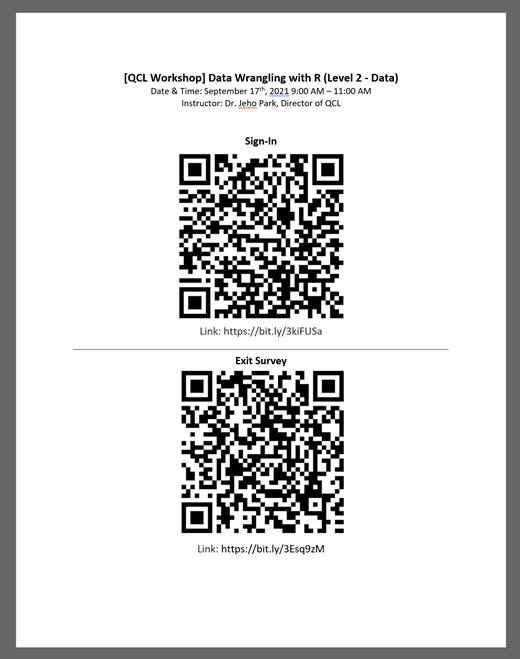 [QCL Workshop] Data Wrangling with R (Level 2 - Data)
Date & Time: September 17th, 2021 9:00 AM – 11:00 AM
Instructor: Dr. Jeho Park, Director of QCL
Sign-In
Link: https://bit.ly/3kiFUSa
Exit Survey
Link: https://bit.ly/3Esq9zM